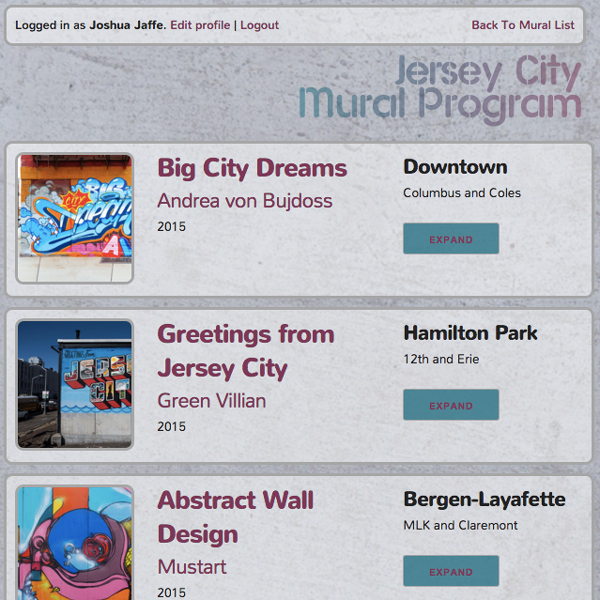 Logged in as Joshua Jaffe. Edit profile | Logout
Back To Mural List
Jersey City
Mural Program
Big City Dreams
Andrea von Bujdoss
2015
Downtown
Columbus and Coles
EXPAND
Greetings from
Jersey City
Green Villian
2015
Hamilton Park
12th and Erie
EXPAND
Abstract Wall
Design
Mustart
2015
Bergen-Layafette
MLK and Claremont
EXPAND